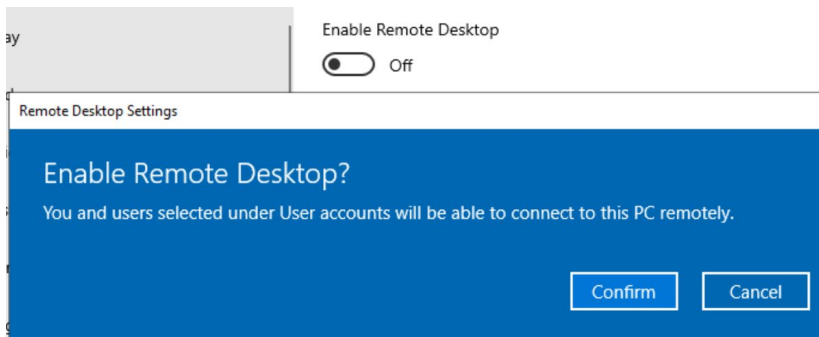 ay
Enable Remote Desktop
Off
Remote Desktop Settings
Enable Remote Desktop?
You and users selected under User accounts will be able to connect to this PC remotely.
Confirm
Cancel